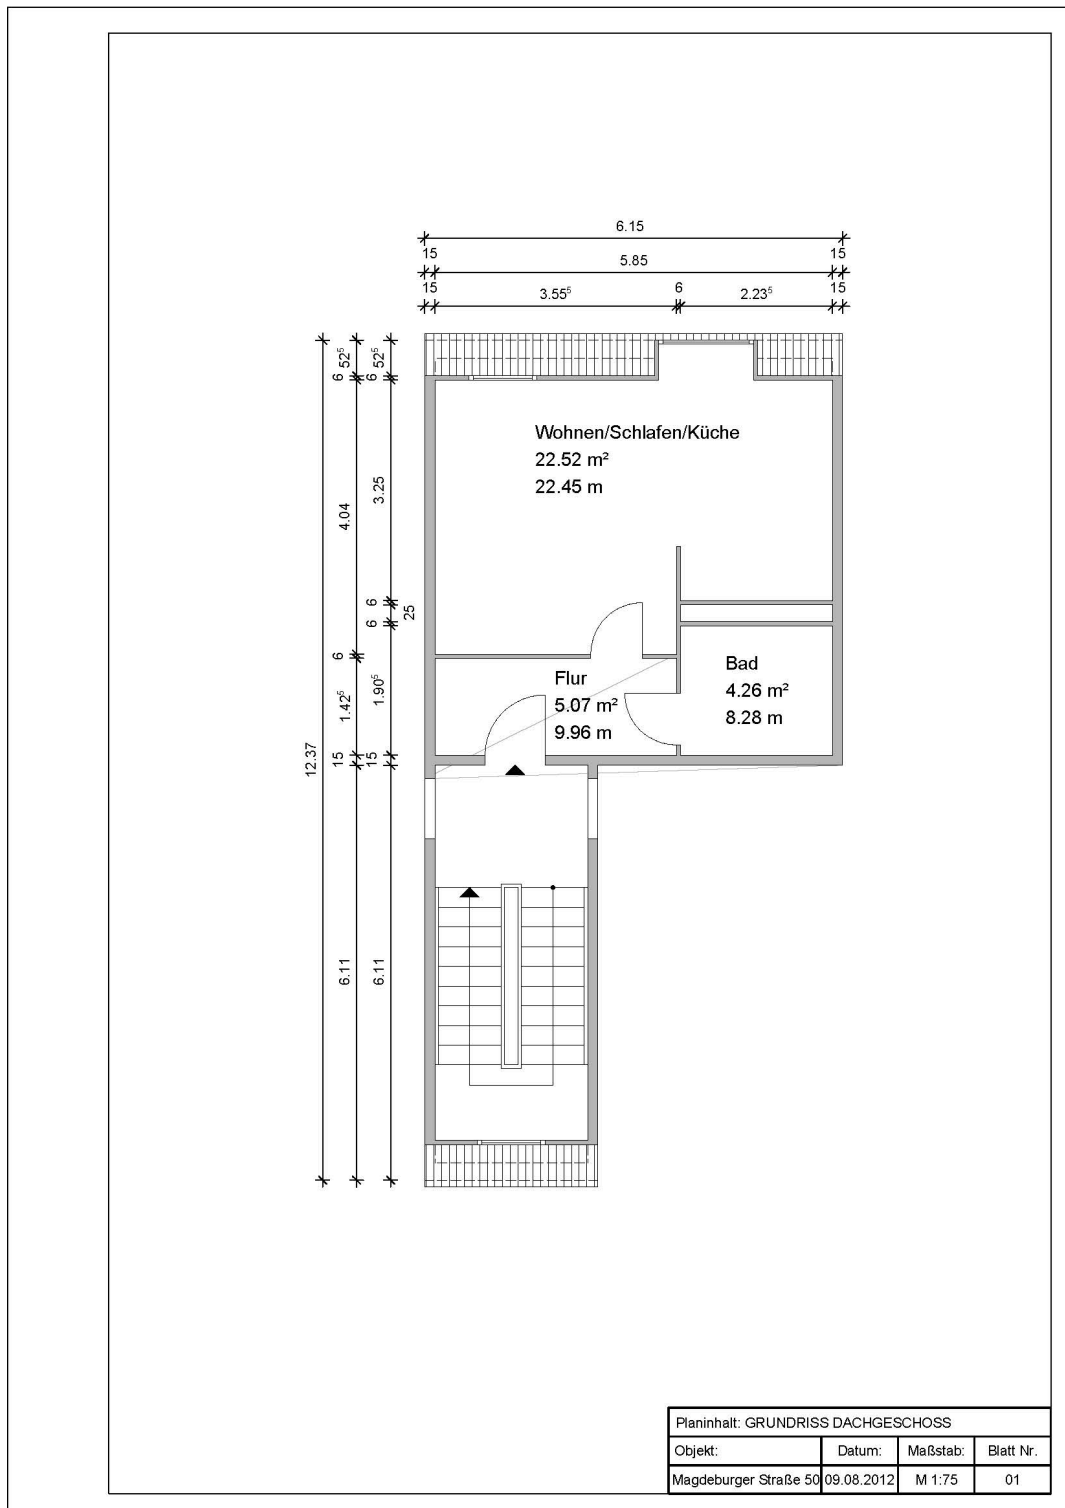 6.15
15 5.85 15
15 3.55⁵ 6 2.23⁵ 15
6 52⁵
6 52⁵
Wohnen/Schlafen/Küche
22.52 m²
22.45 m
3.25
4.04
6
6
25
6
Flur
5.07 m²
9.96 m
Bad
4.26 m²
8.28 m
1.42⁵
1.90⁵
15
15
12.37
6.11
6.11
Planinhalt: GRUNDRISS DACHGESCHOSS
Objekt: Datum: Maßstab: Blatt Nr.
Magdeburger Straße 50 09.08.2012 M 1:75 01